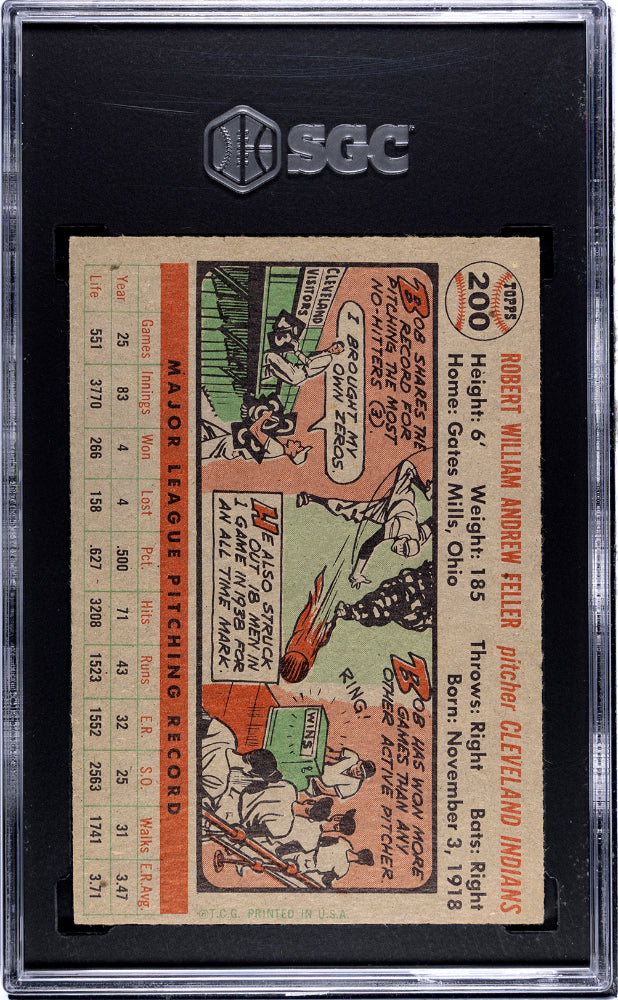 SGC
TOPPS
200
ROBERT WILLIAM ANDREW FELLER pitcher CLEVELAND INDIANS
Height: 6' Weight: 185 Throws: Right Bats: Right
Home: Gates Mills, Ohio Born: November 3, 1918
BOB SHARES THE
RECORD FOR
PITCHING THE MOST
NO-HITTERS (3)
CLEVELAND
VISITORS
I BROUGHT MY
OWN ZEROS.
HE ALSO STRUCK
OUT 18 MEN IN
1 GAME IN 1938 FOR
AN ALL TIME MARK
BOB HAS WON MORE
GAMES THAN ANY
OTHER ACTIVE PITCHER.
RING!
WINS
MAJOR LEAGUE PITCHING RECORD
Games Innings Won Lost Pct. Hits Runs E.R. S.O. Walks E.R.Avg.
Year 25 83 4 4 .500 71 43 32 25 31 3.47
Life 551 3770 266 158 .627 - 3208 1523 1552 2563 1741 3.71
©T.C.G. PRINTED IN U.S.A.